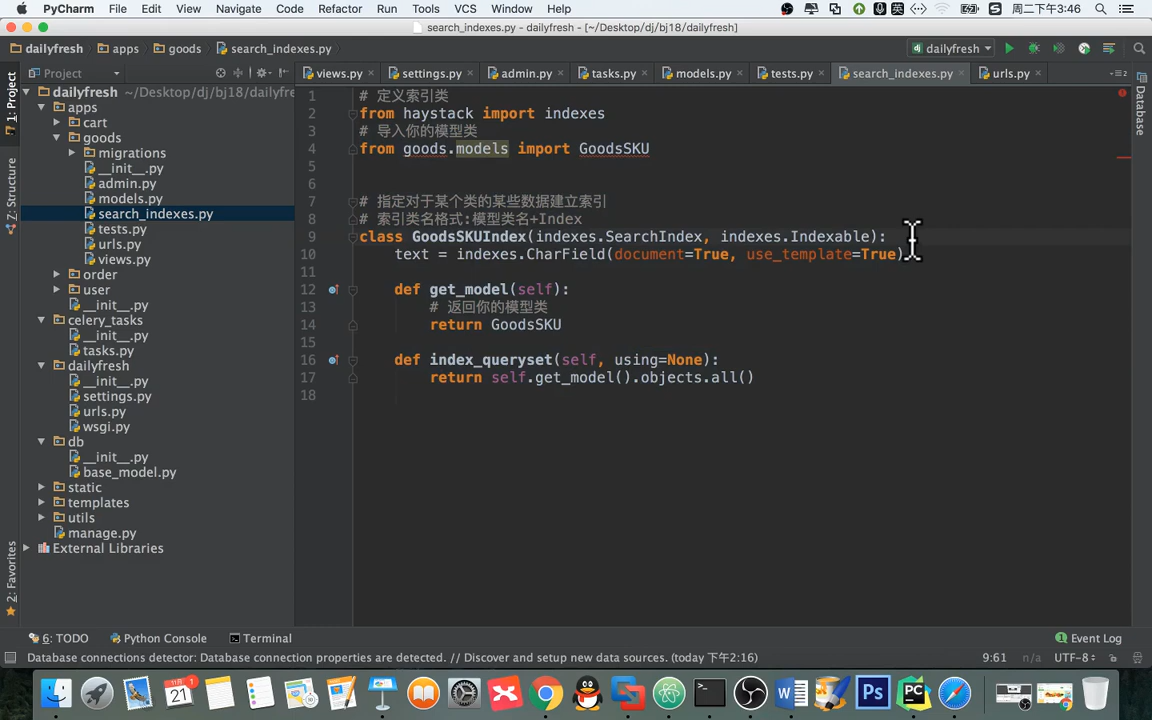 PyCharm File Edit View Navigate Code Refactor Run Tools VCS Window Help 周二下午3:46
search_indexes.py - dailyfresh - [~/Desktop/dj/bj18/dailyfresh]
dailyfresh apps goods search_indexes.py dailyfresh
Project views.py settings.py admin.py tasks.py models.py tests.py search_indexes.py urls.py
1: Project
Z: Structure
2: Favorites
Database
dailyfresh ~/Desktop/dj/bj18/dailyfre
apps
cart
goods
migrations
__init__.py
admin.py
models.py
search_indexes.py
tests.py
urls.py
views.py
order
user
__init__.py
celery_tasks
__init__.py
tasks.py
dailyfresh
__init__.py
settings.py
urls.py
wsgi.py
db
__init__.py
base_model.py
static
templates
utils
manage.py
External Libraries
1 # 定义索引类
2 from haystack import indexes
3 # 导入你的模型类
4 from goods.models import GoodsSKU
5
6
7 # 指定对于某个类的某些数据建立索引
8 # 索引类名格式:模型类名+Index
9 class GoodsSKUIndex(indexes.SearchIndex, indexes.Indexable):
10 text = indexes.CharField(document=True, use_template=True)
11
12 def get_model(self):
13 # 返回你的模型类
14 return GoodsSKU
15
16 def index_queryset(self, using=None):
17 return self.get_model().objects.all()
18
6: TODO Python Console Terminal 1 Event Log
Database connections detector: Database connection properties are detected. // Discover and setup new data sources. (today 下午2:16) 9:61 n/a UTF-8